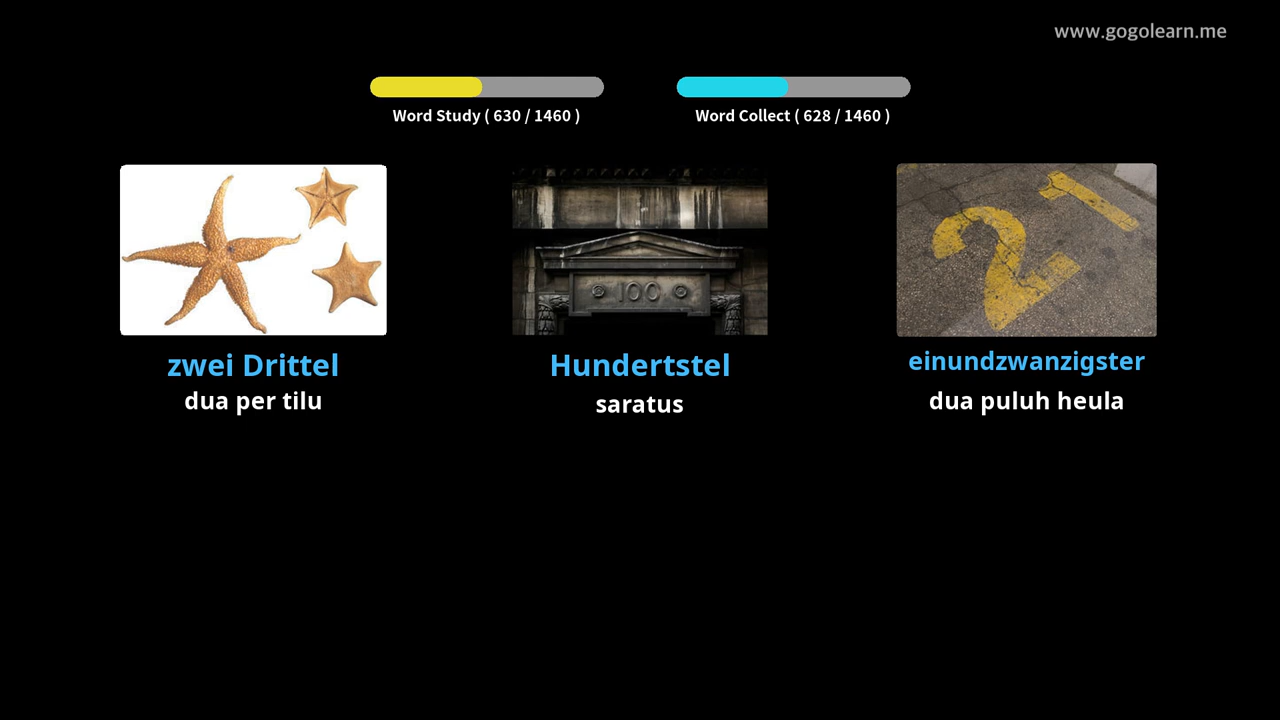 www.gogolearn.me
Word Study ( 630 / 1460 )
Word Collect ( 628 / 1460 )
100
21
zwei Drittel
Hundertstel
einundzwanzigster
dua per tilu
saratus
dua puluh heula